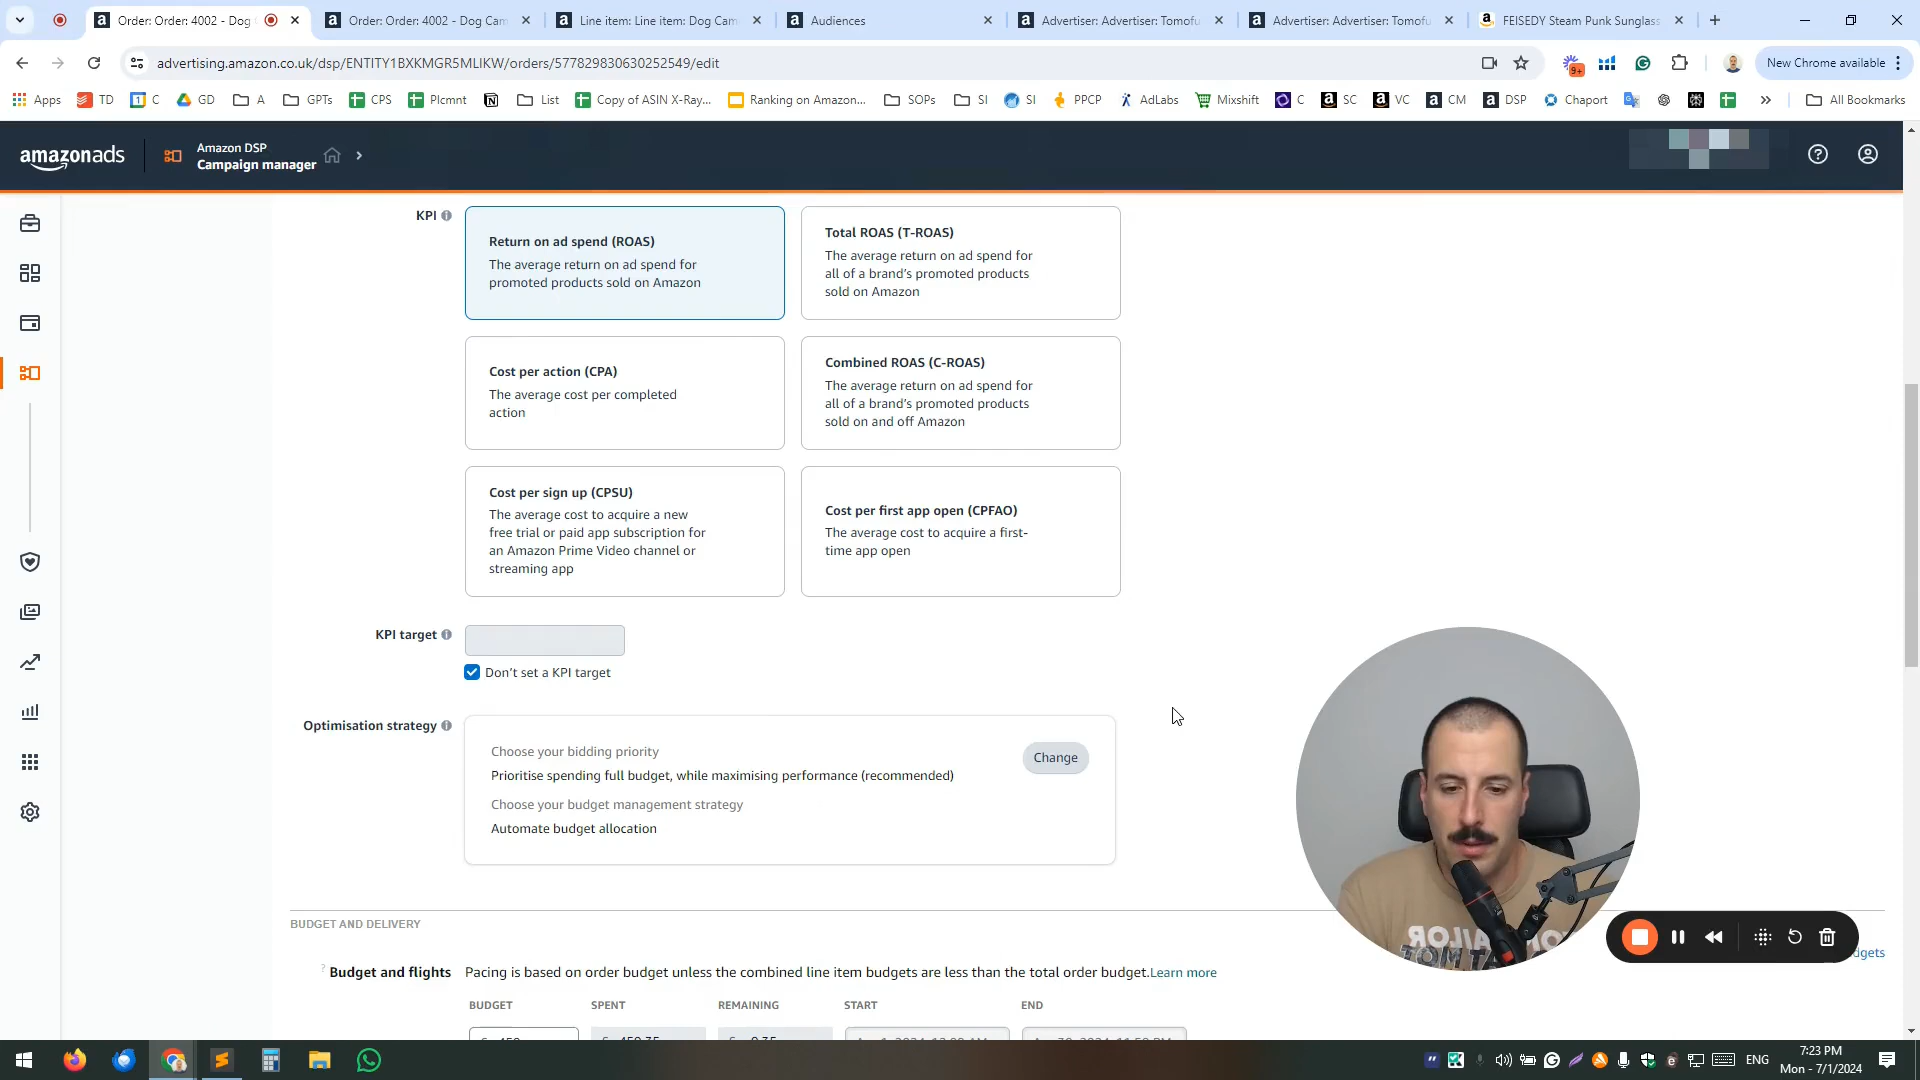 Order: Order: 4002 - Dog
Order: Order: 4002 - Dog Cam
Line item: Line item: Dog Cam
Audiences
Advertiser: Advertiser: Tomofu
Advertiser: Advertiser: Tomofu
FEISEDY Steam Punk Sunglass
advertising.amazon.co.uk/dsp/ENTITY1BXKMGR5MLIKW/orders/577829830630252549/edit
9+
New Chrome available
Apps
TD
C
GD
A
GPTs
CPS
Plcmnt
List
Copy of ASIN X-Ray...
Ranking on Amazon...
SOPs
SI
SI
PPCP
AdLabs
Mixshift
C
SC
VC
CM
DSP
Chaport
All Bookmarks
amazonads
Amazon DSP
Campaign manager
KPI
Return on ad spend (ROAS)
The average return on ad spend for
promoted products sold on Amazon
Total ROAS (T-ROAS)
The average return on ad spend for
all of a brand's promoted products
sold on Amazon
Cost per action (CPA)
The average cost per completed
action
Combined ROAS (C-ROAS)
The average return on ad spend for
all of a brand's promoted products
sold on and off Amazon
Cost per sign up (CPSU)
The average cost to acquire a new
free trial or paid app subscription for
an Amazon Prime Video channel or
streaming app
Cost per first app open (CPFAO)
The average cost to acquire a first-
time app open
KPI target
Don't set a KPI target
Optimisation strategy
Choose your bidding priority
Prioritise spending full budget, while maximising performance (recommended)
Change
Choose your budget management strategy
Automate budget allocation
BUDGET AND DELIVERY
dgets
Budget and flights
Pacing is based on order budget unless the combined line item budgets are less than the total order budget.Learn more
BUDGET
SPENT
REMAINING
START
END
ENG
7:23 PM
Mon - 7/1/2024